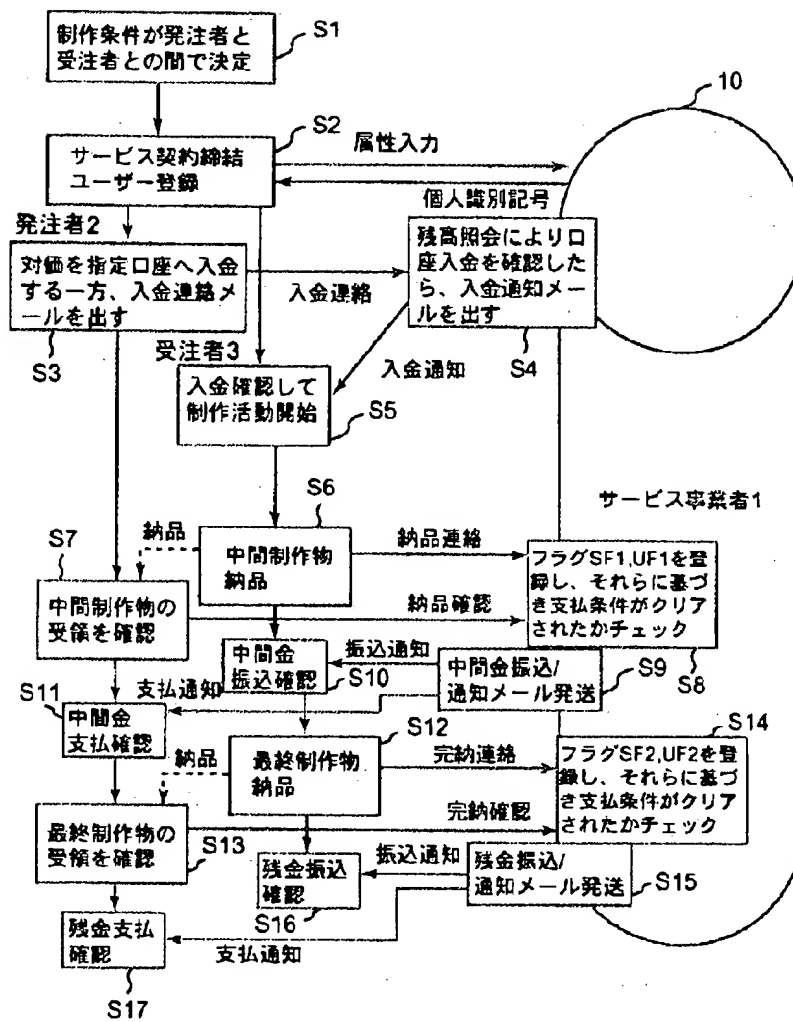 制作条件が発注者と
受注者との間で決定
S1
10
S2
サービス契約締結
ユーザー登録
属性入力
個人識別記号
発注者2
対価を指定口座へ入金
する一方、入金連絡メ
ールを出す
S3
入金連絡
残高照会により口
座入金を確認した
ら、入金通知メー
ルを出す
S4
入金通知
受注者3
入金確認して
制作活動開始
S5
サービス事業者1
S6
中間制作物
納品
納品
S7
中間制作物の
受領を確認
納品連絡
納品確認
フラグSF1,UF1を登
録し、それらに基づ
き支払条件がクリア
されたかチェック
S8
中間金
振込確認
S10
振込通知
中間金振込/
通知メール発送
S9
支払通知
S11
中間金
支払確認
S12
最終制作物
納品
納品
完納連絡
完納確認
S14
フラグSF2,UF2を登
録し、それらに基づ
き支払条件がクリア
されたかチェック
最終制作物の
受領を確認
S13
残金振込
確認
S16
振込通知
残金振込/
通知メール発送
S15
残金支払
確認
支払通知
S17